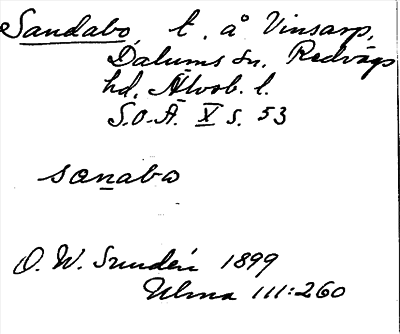 Sandabo, t. å Vinsarp,
Dalums sn. Redvägs
hd. Älvsb. l.
S.O.Ä. X s. 53
sanabo
O. W. Sundén 1899
Ulma 111:260